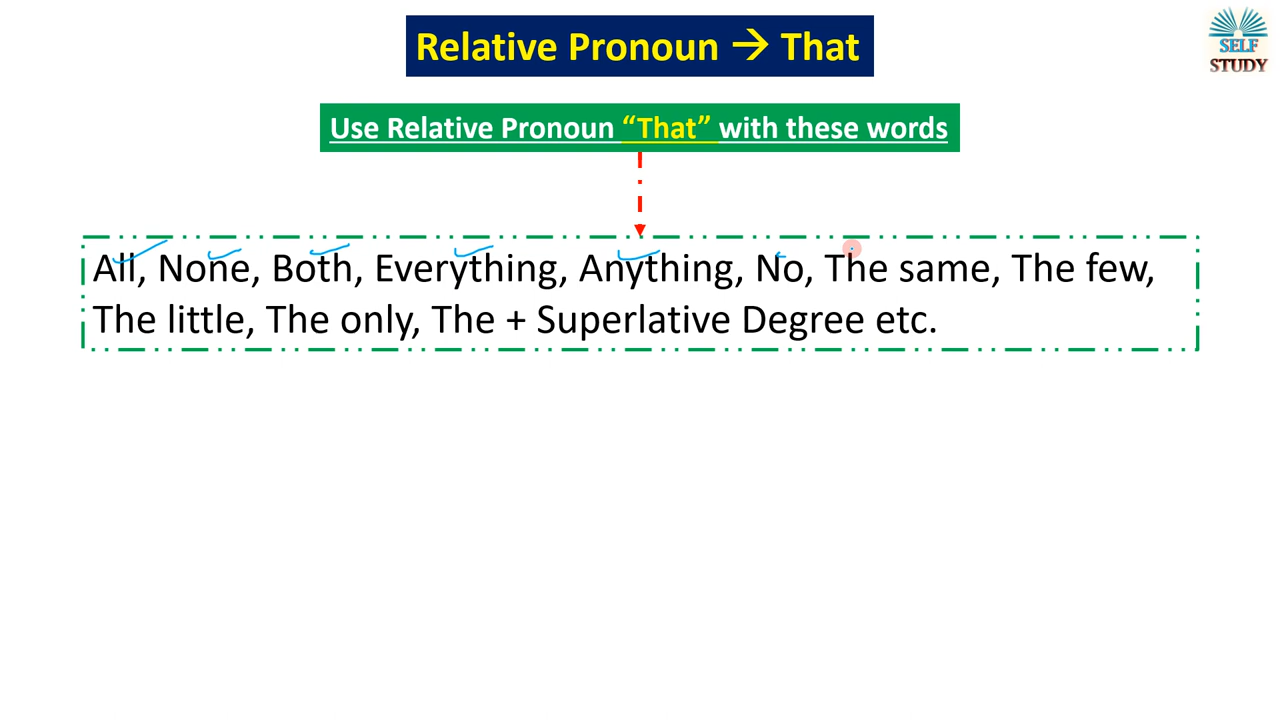 Relative Pronoun → That
SELF
STUDY
Use Relative Pronoun “That” with these words
All, None, Both, Everything, Anything, No, The same, The few,
The little, The only, The + Superlative Degree etc.